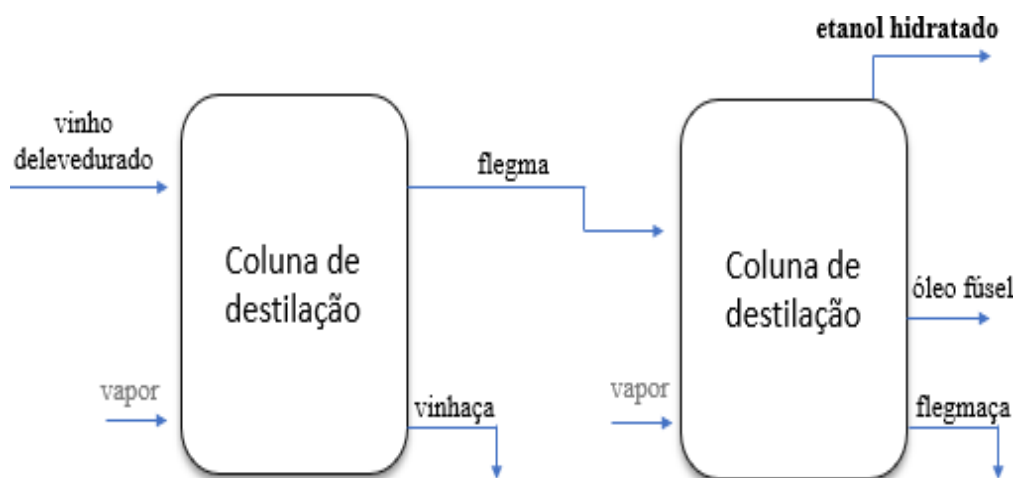 etanol hidratado
vinho
delevedurado
flegma
Coluna de
destilação
Coluna de
destilação
óleo fúsel
vapor
vinhaça
vapor
flegmaça